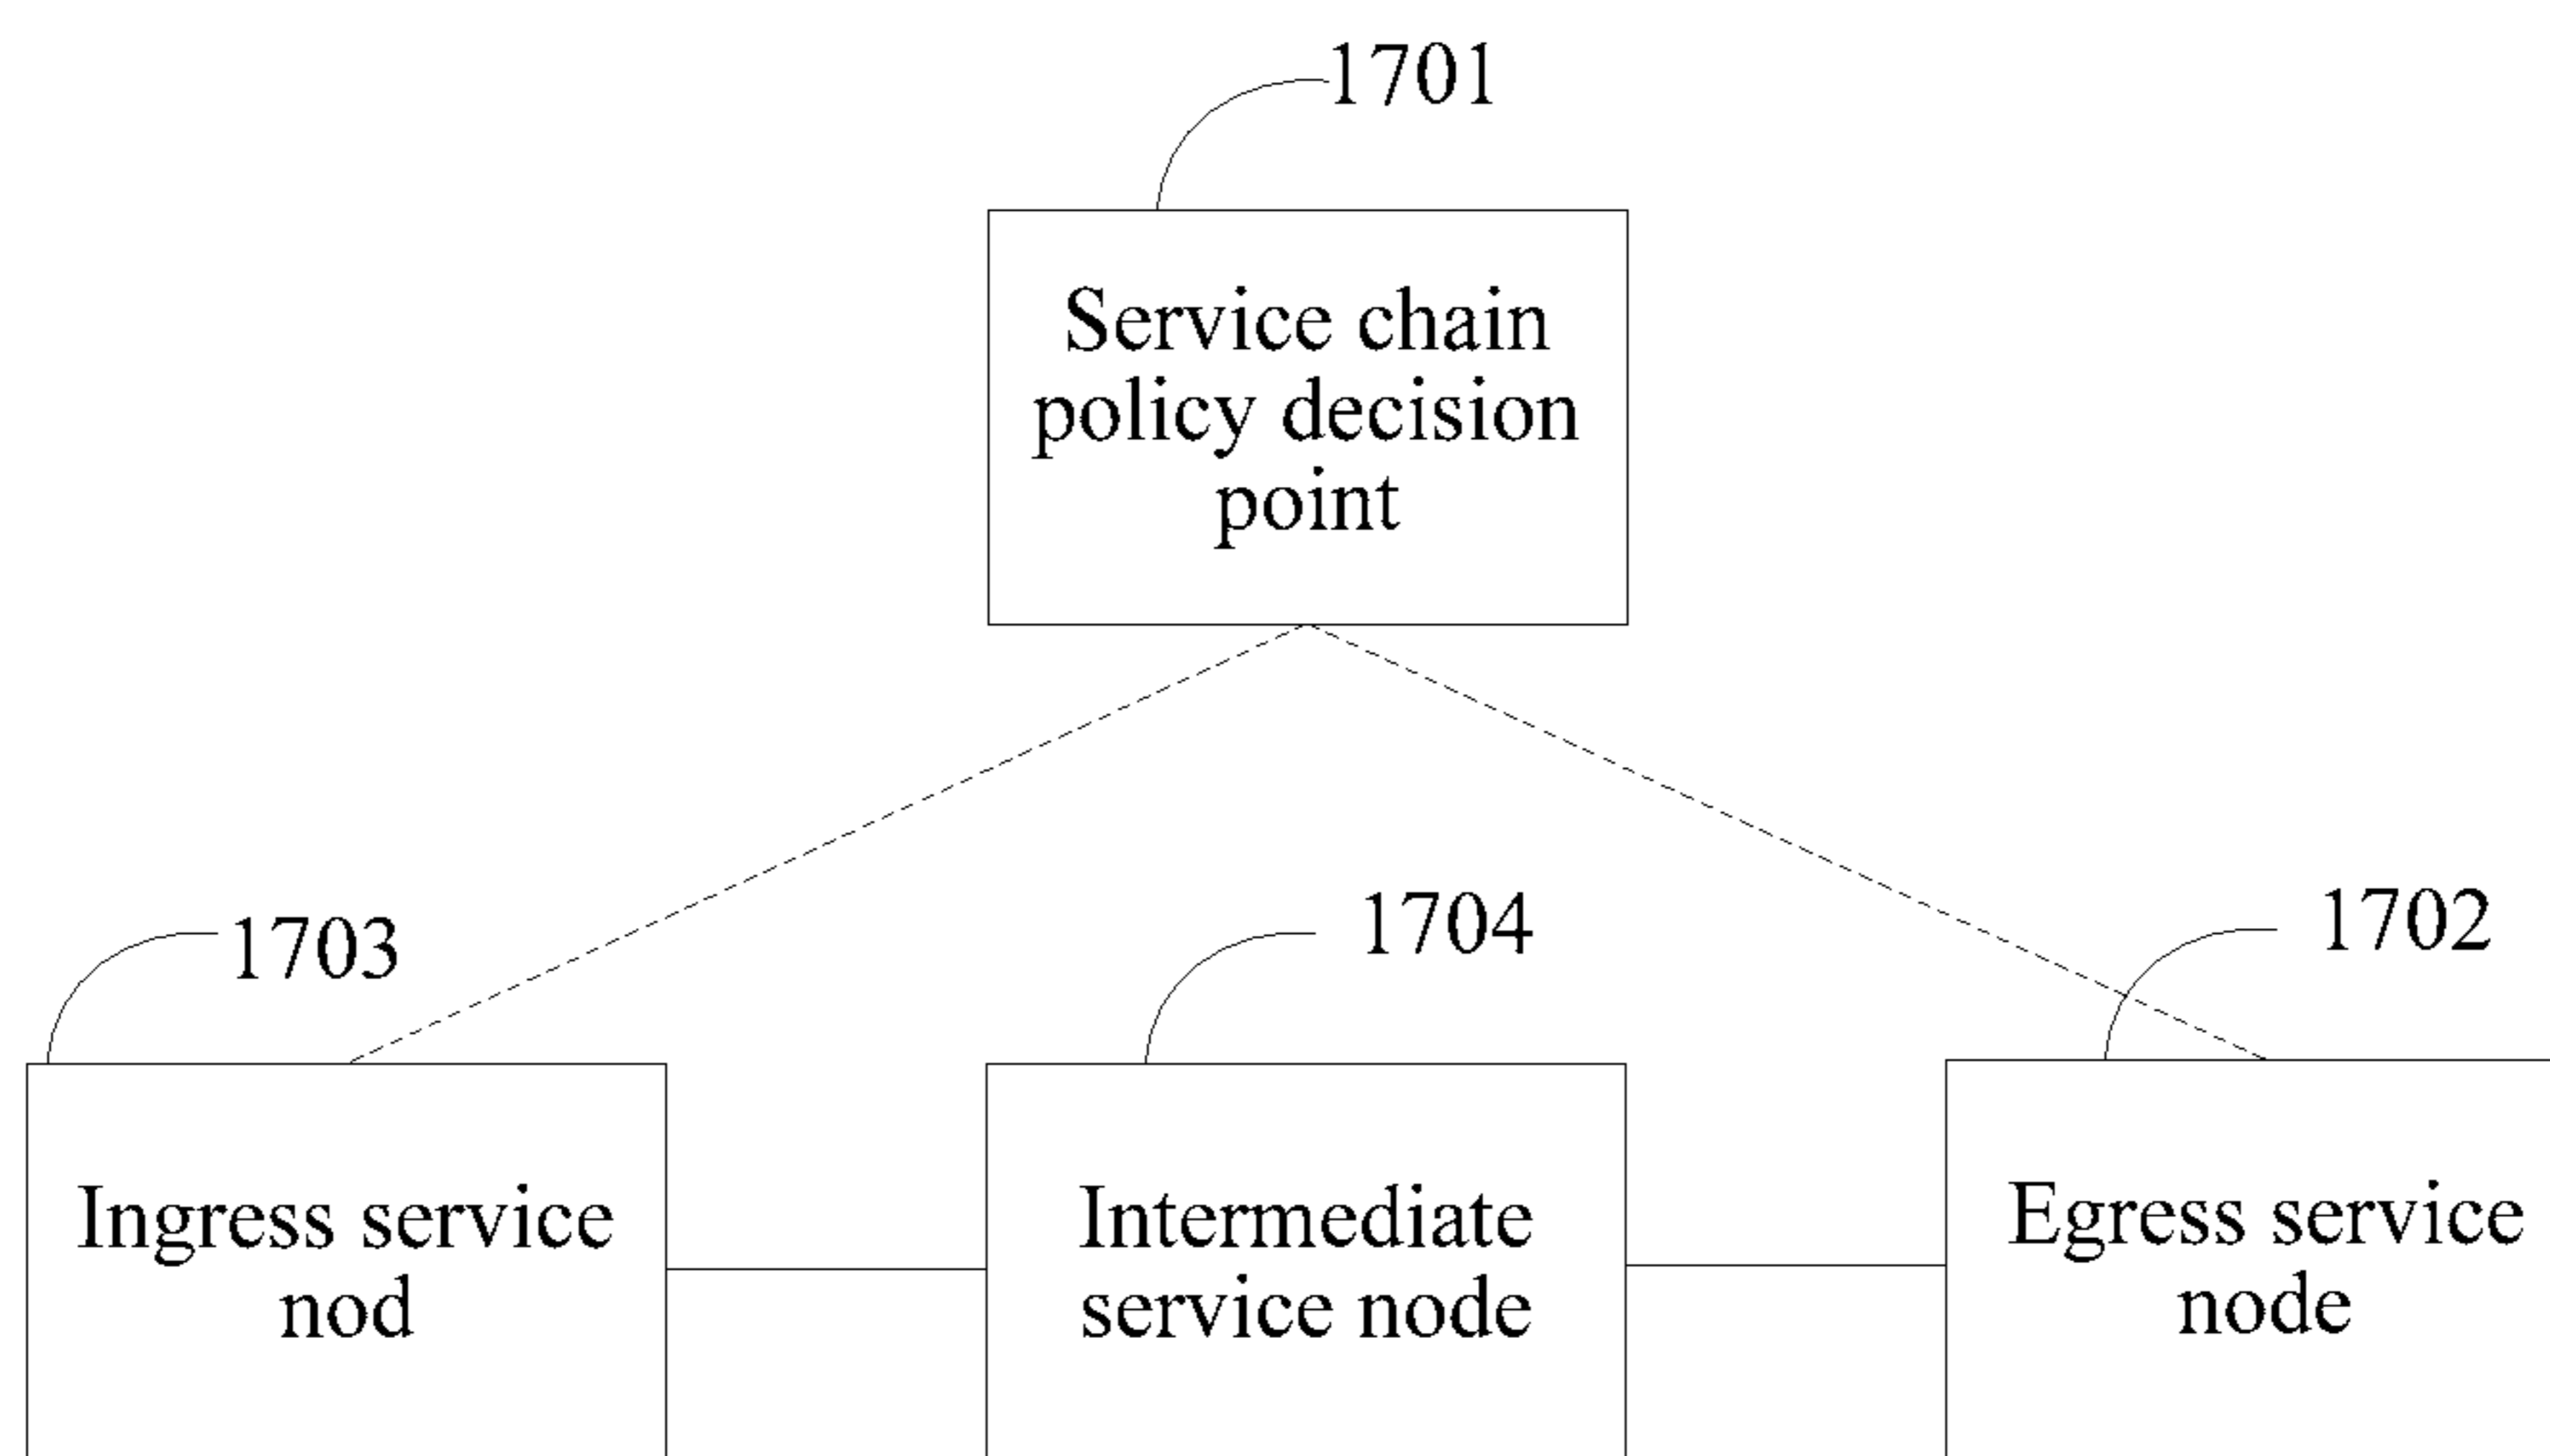 1701
Service chain
policy decision
point
1703
1704
1702
Ingress service
nod
Intermediate
service node
Egress service
node